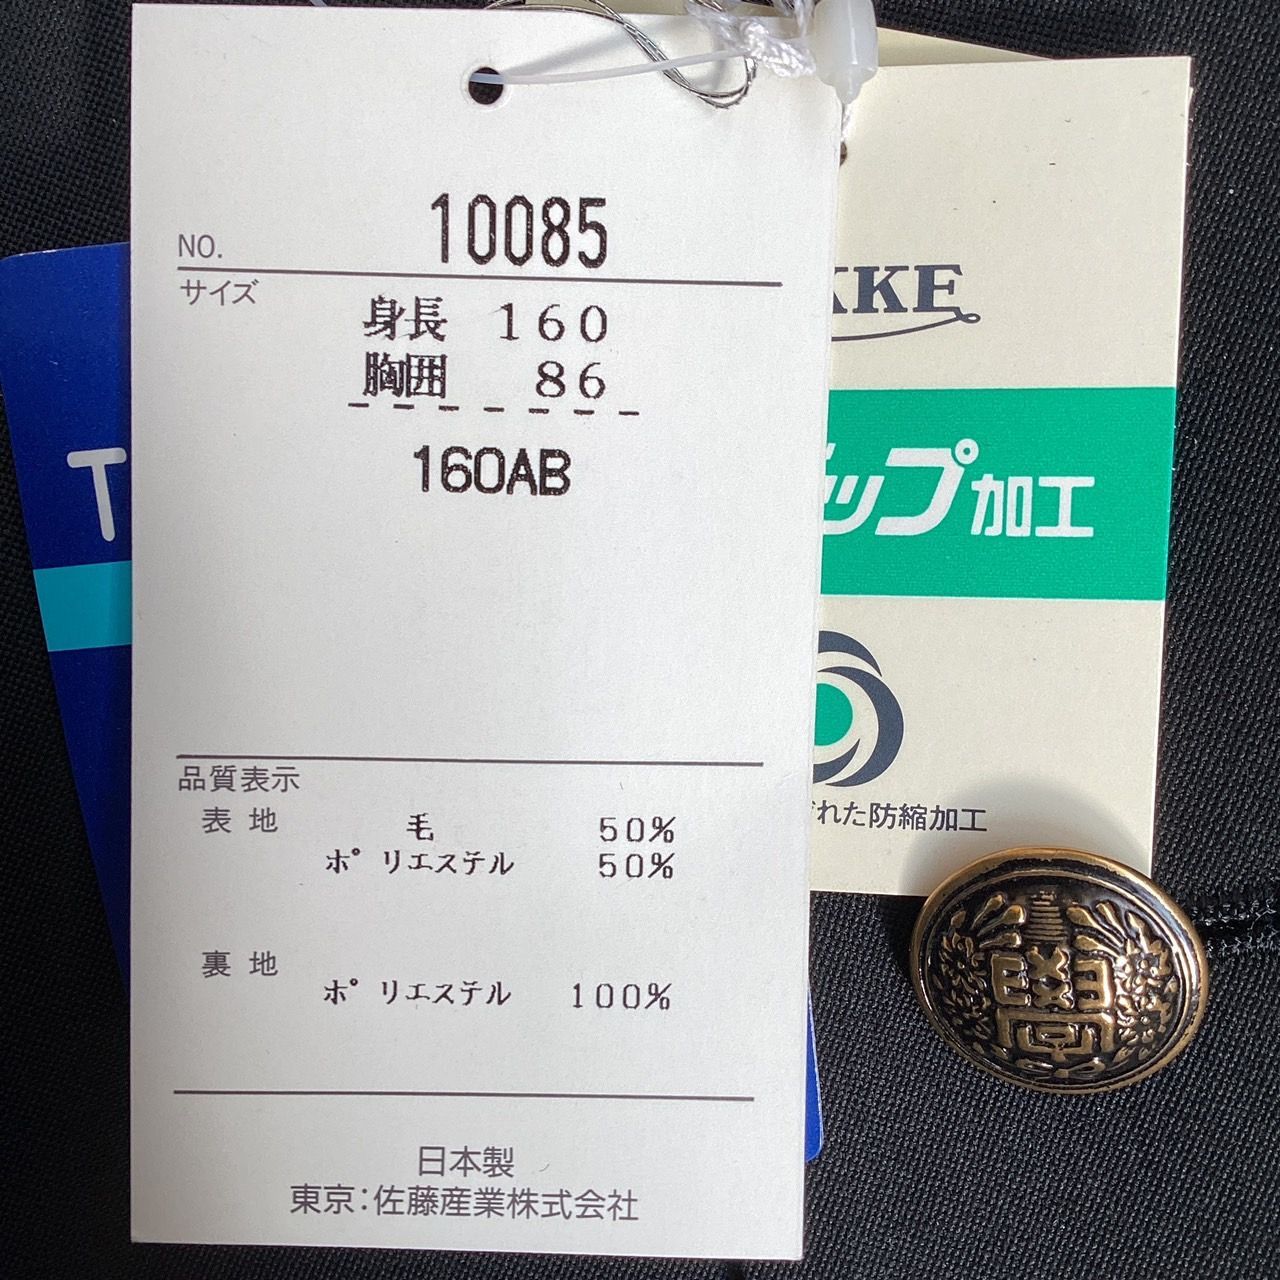 NO. 10085
サイズ
身長 160
胸囲 86
160AB
品質表示
表地 毛 50%
ポリエステル 50%
裏地
ポリエステル 100%
日本製
東京：佐藤産業株式会社
KKE
ップ加工
れた防縮加工
T
學